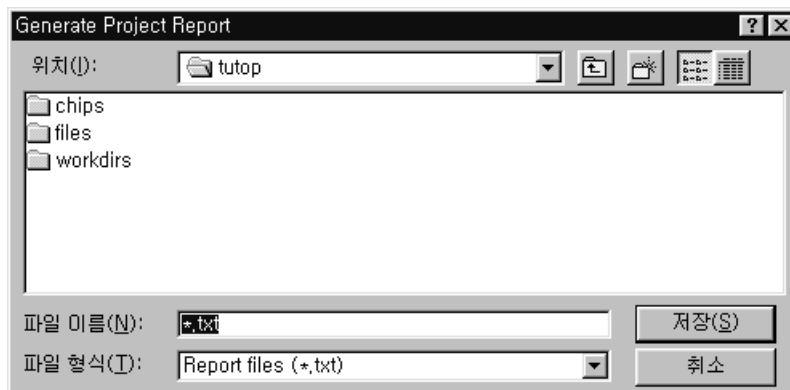 Generate Project Report
위치(I): tutop
chips
files
workdirs
파일 이름(N): *.txt 저장(S)
파일 형식(T): Report files (*.txt) 취소